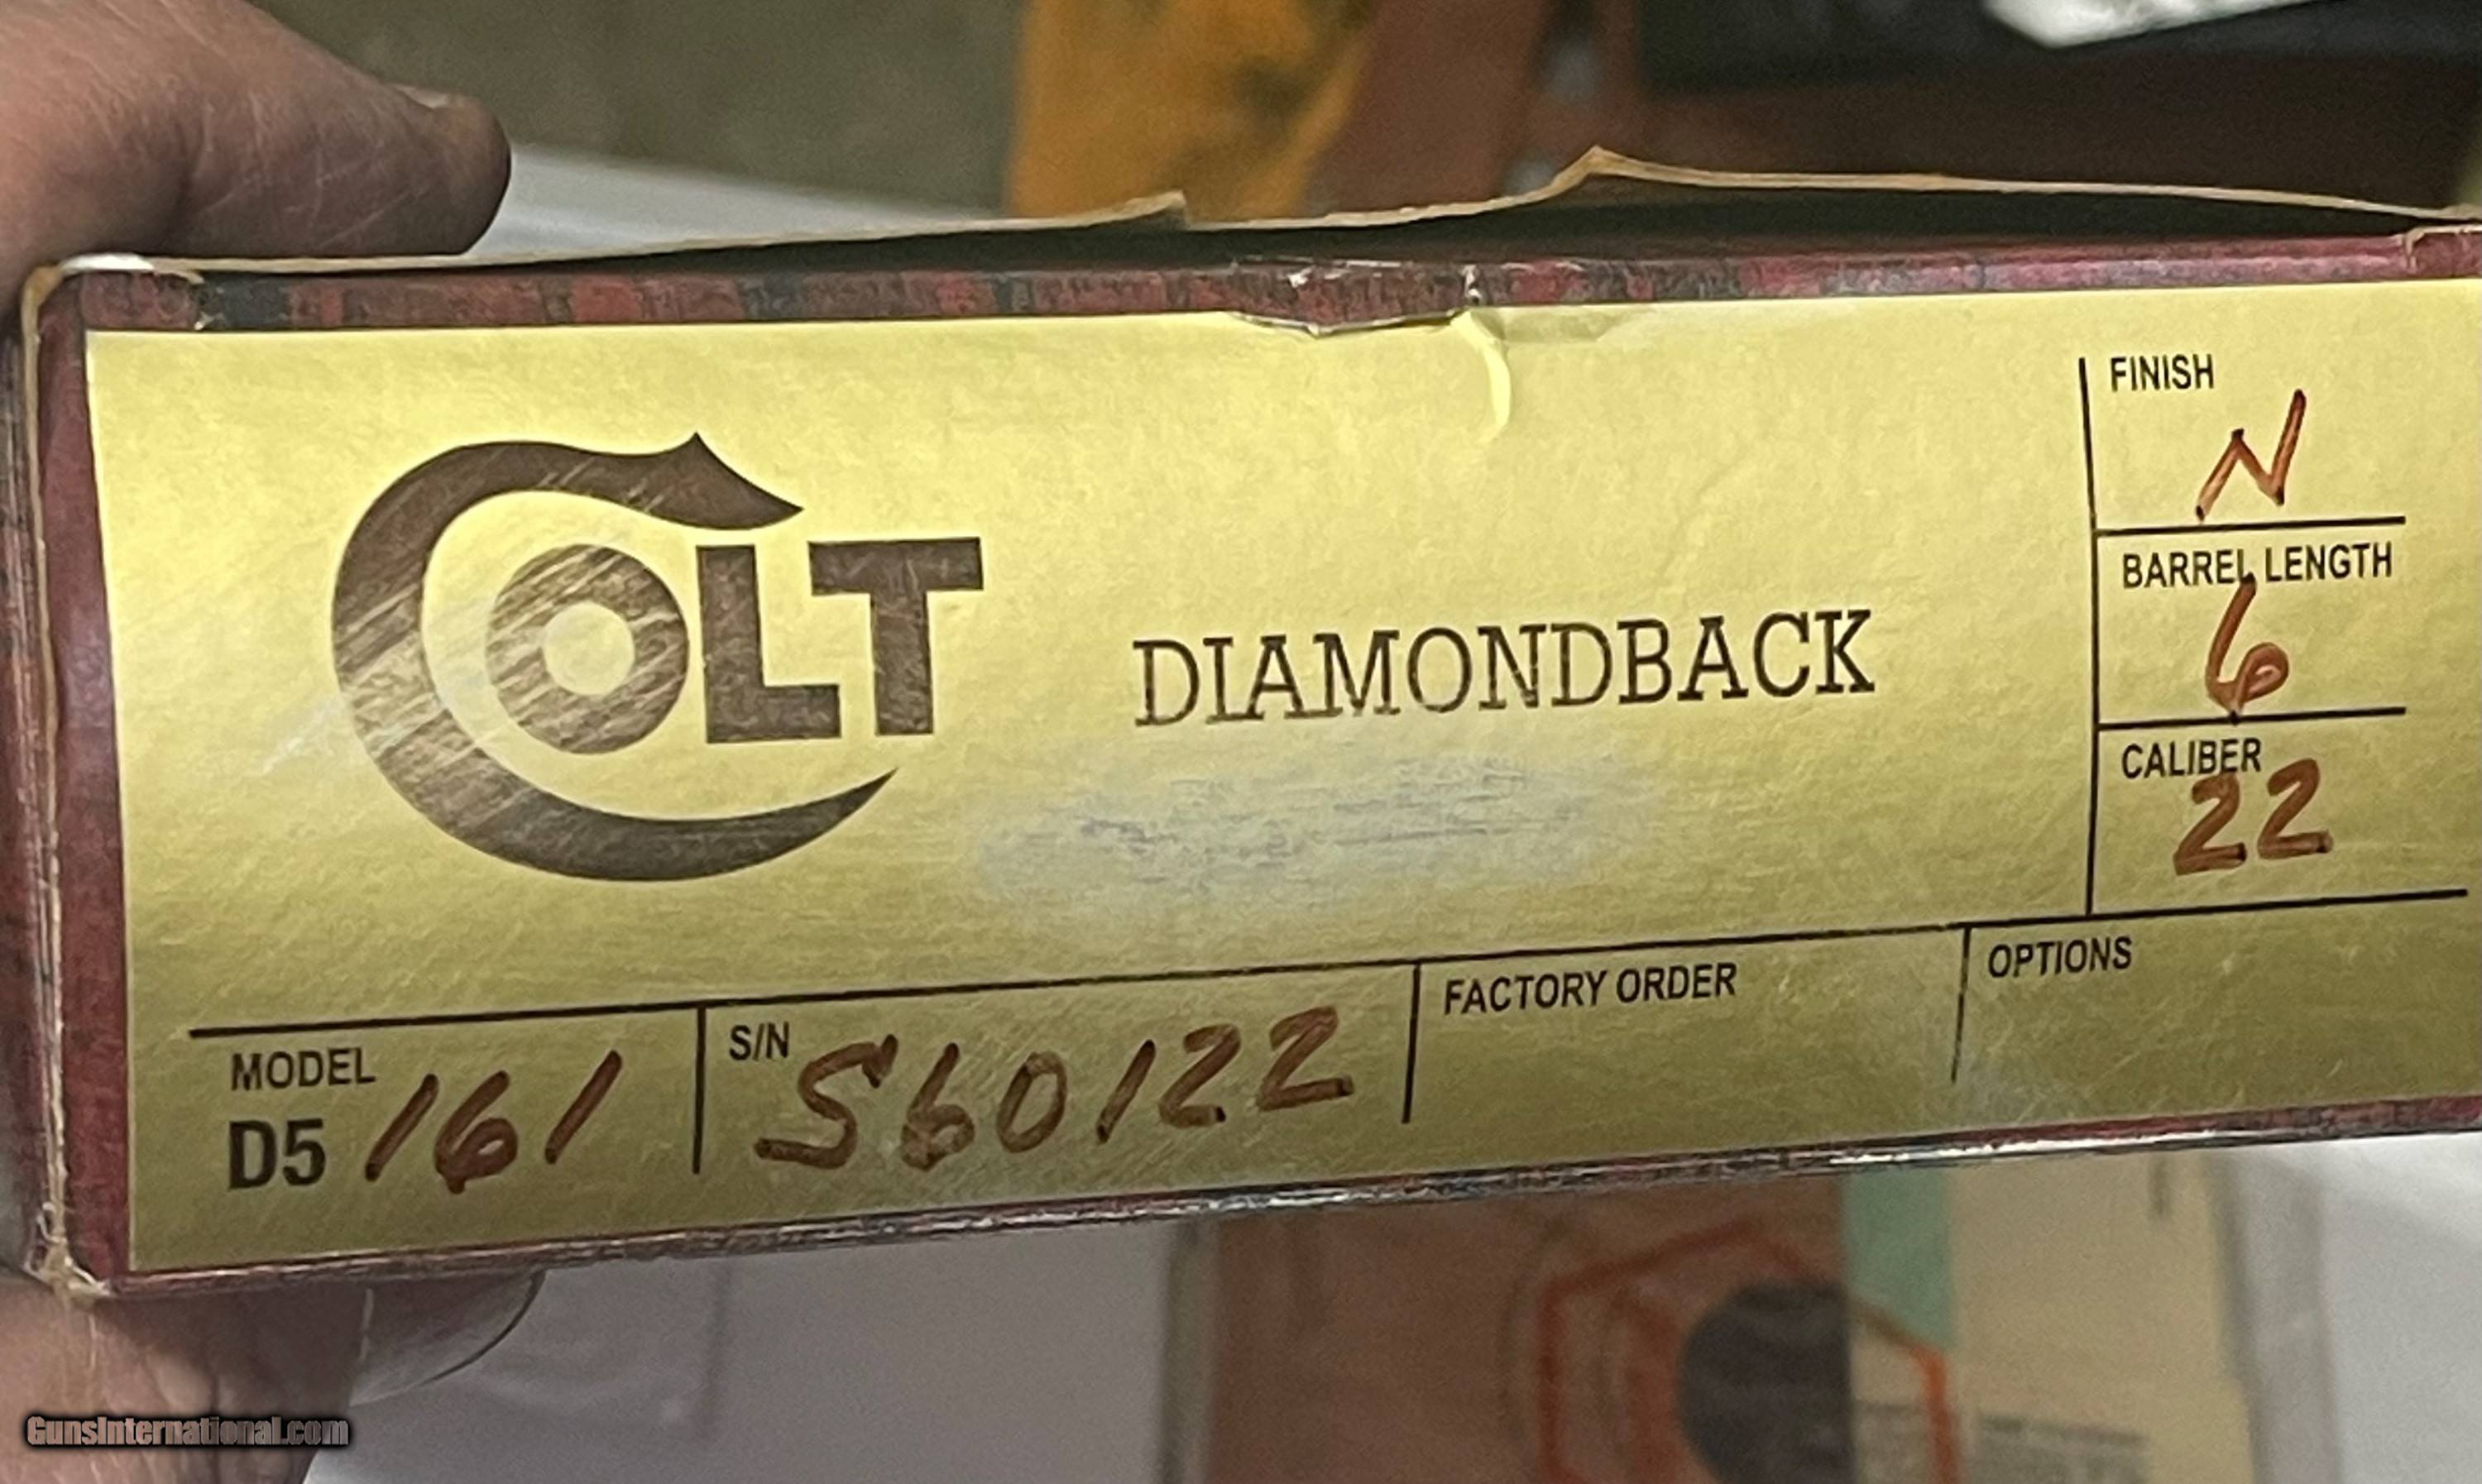 COLT
DIAMONDBACK
FINISH
N
BARREL LENGTH
6
CALIBER
22
MODEL
D5 161
S/N S60122
FACTORY ORDER
OPTIONS
GunsInternational.com